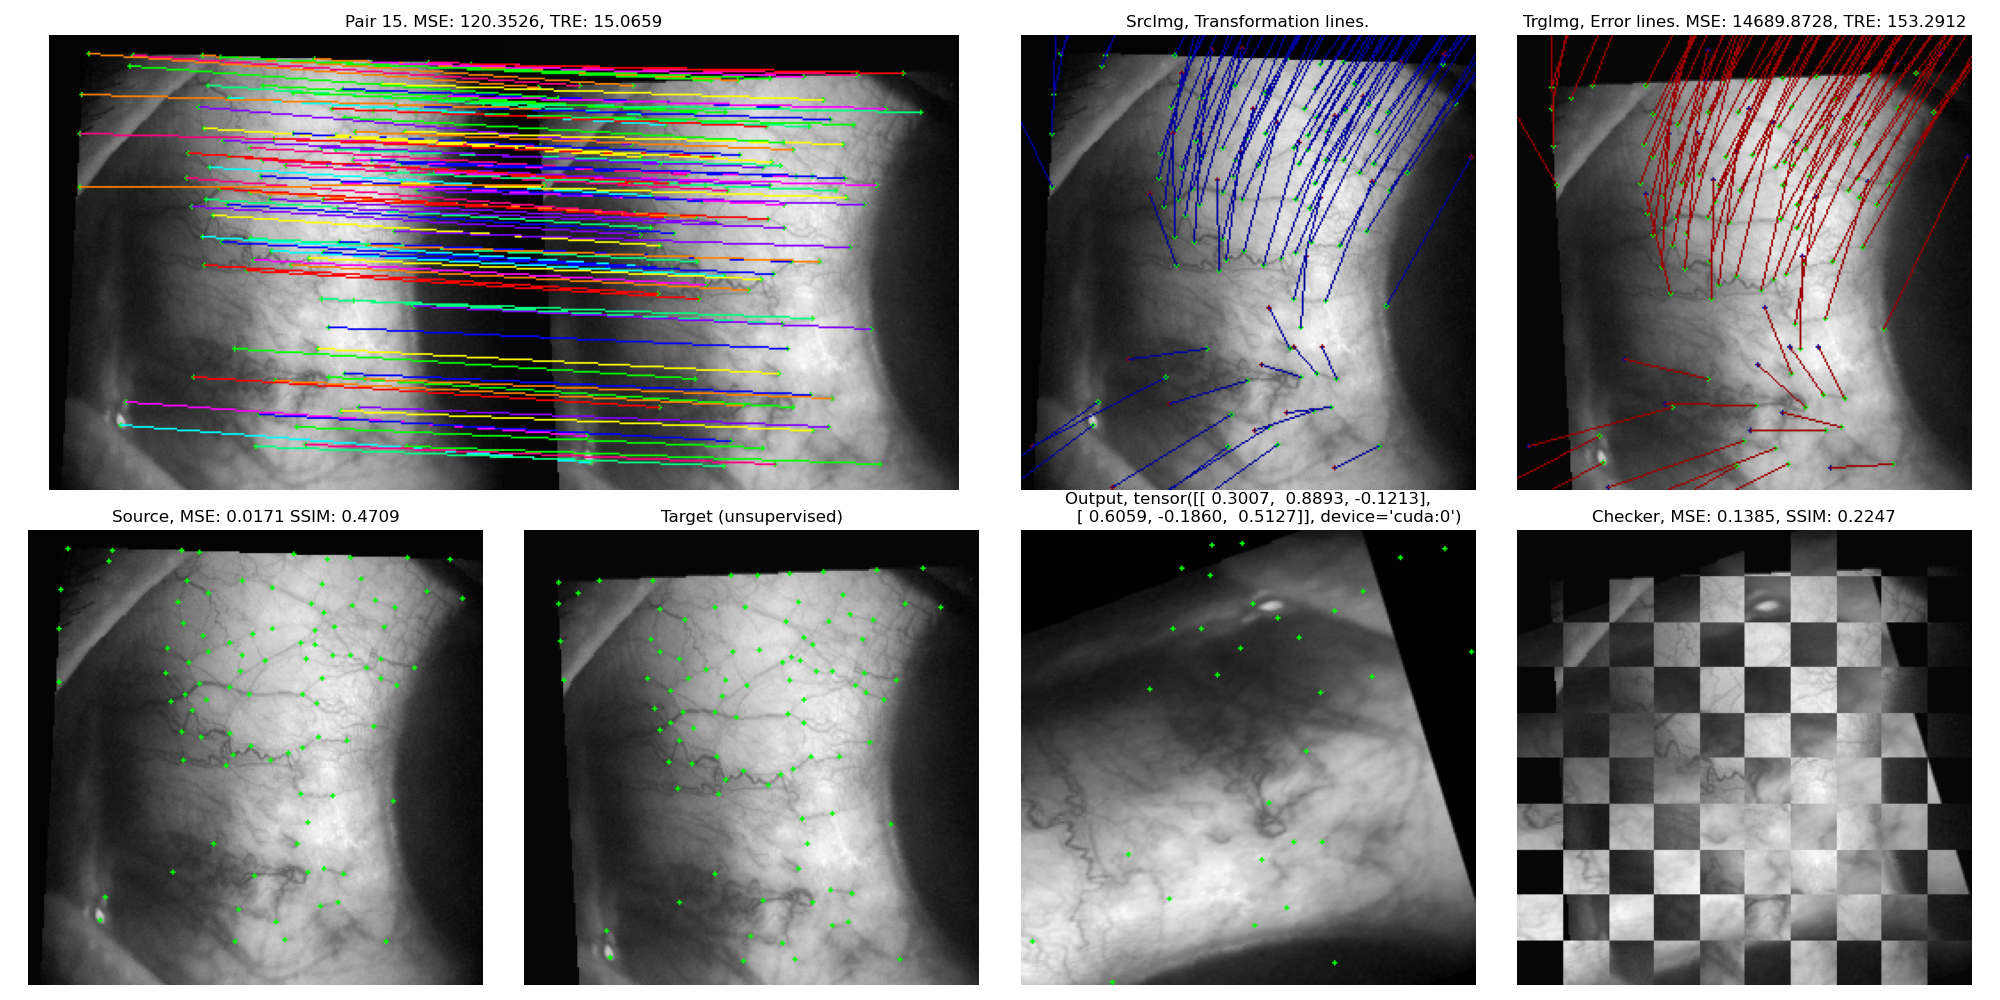 Pair 15. MSE: 120.3526, TRE: 15.0659
SrcImg, Transformation lines.
TrgImg, Error lines. MSE: 14689.8728, TRE: 153.2912
Source, MSE: 0.0171 SSIM: 0.4709
Target (unsupervised)
Output, tensor([[ 0.3007,  0.8893, -0.1213],
[ 0.6059, -0.1860,  0.5127]], device='cuda:0')
Checker, MSE: 0.1385, SSIM: 0.2247